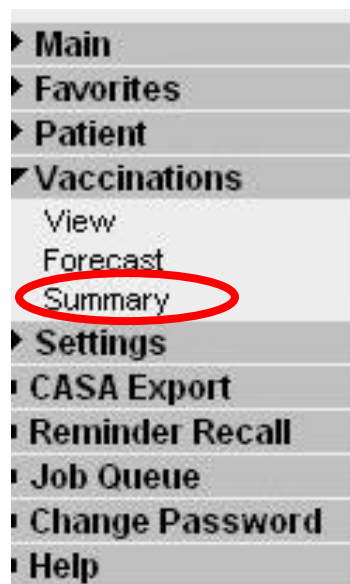 Main
Favorites
Patient
Vaccinations
View
Forecast
Summary
Settings
CASA Export
Reminder Recall
Job Queue
Change Password
Help